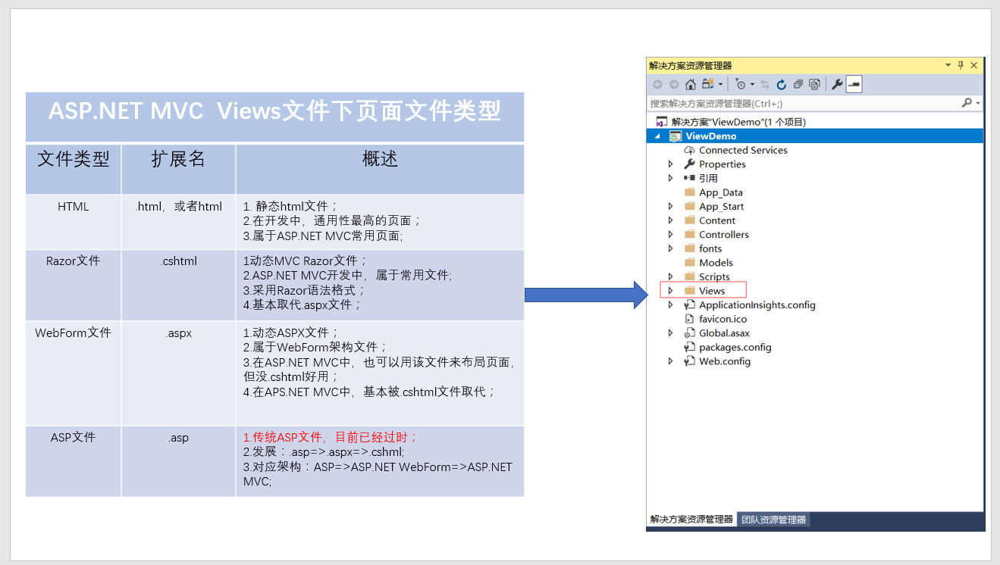 ASP.NET MVC  Views文件下页面文件类型
文件类型
扩展名
概述
HTML
.html，或者html
1. 静态html文件；
2.在开发中，通用性最高的页面；
3.属于ASP.NET MVC常用页面;
Razor文件
.cshtml
1动态MVC Razor文件；
2.ASP.NET MVC开发中，属于常用文件;
3.采用Razor语法格式；
4.基本取代.aspx文件；
WebForm文件
.aspx
1.动态ASPX文件；
2.属于WebForm架构文件；
3.在ASP.NET MVC中，也可以用该文件来布局页面，
但没.cshtml好用；
4.在APS.NET MVC中，基本被.cshtml文件取代；
ASP文件
.asp
1.传统ASP文件，目前已经过时；
2.发展：.asp=>.aspx=>.cshml;
3.对应架构：ASP=>ASP.NET WebForm=>ASP.NET
MVC;
解决方案资源管理器
搜索解决方案资源管理器(Ctrl+;)
解决方案"ViewDemo"(1 个项目)
ViewDemo
Connected Services
Properties
引用
App_Data
App_Start
Content
Controllers
fonts
Models
Scripts
Views
ApplicationInsights.config
favicon.ico
Global.asax
packages.config
Web.config
解决方案资源管理器
团队资源管理器